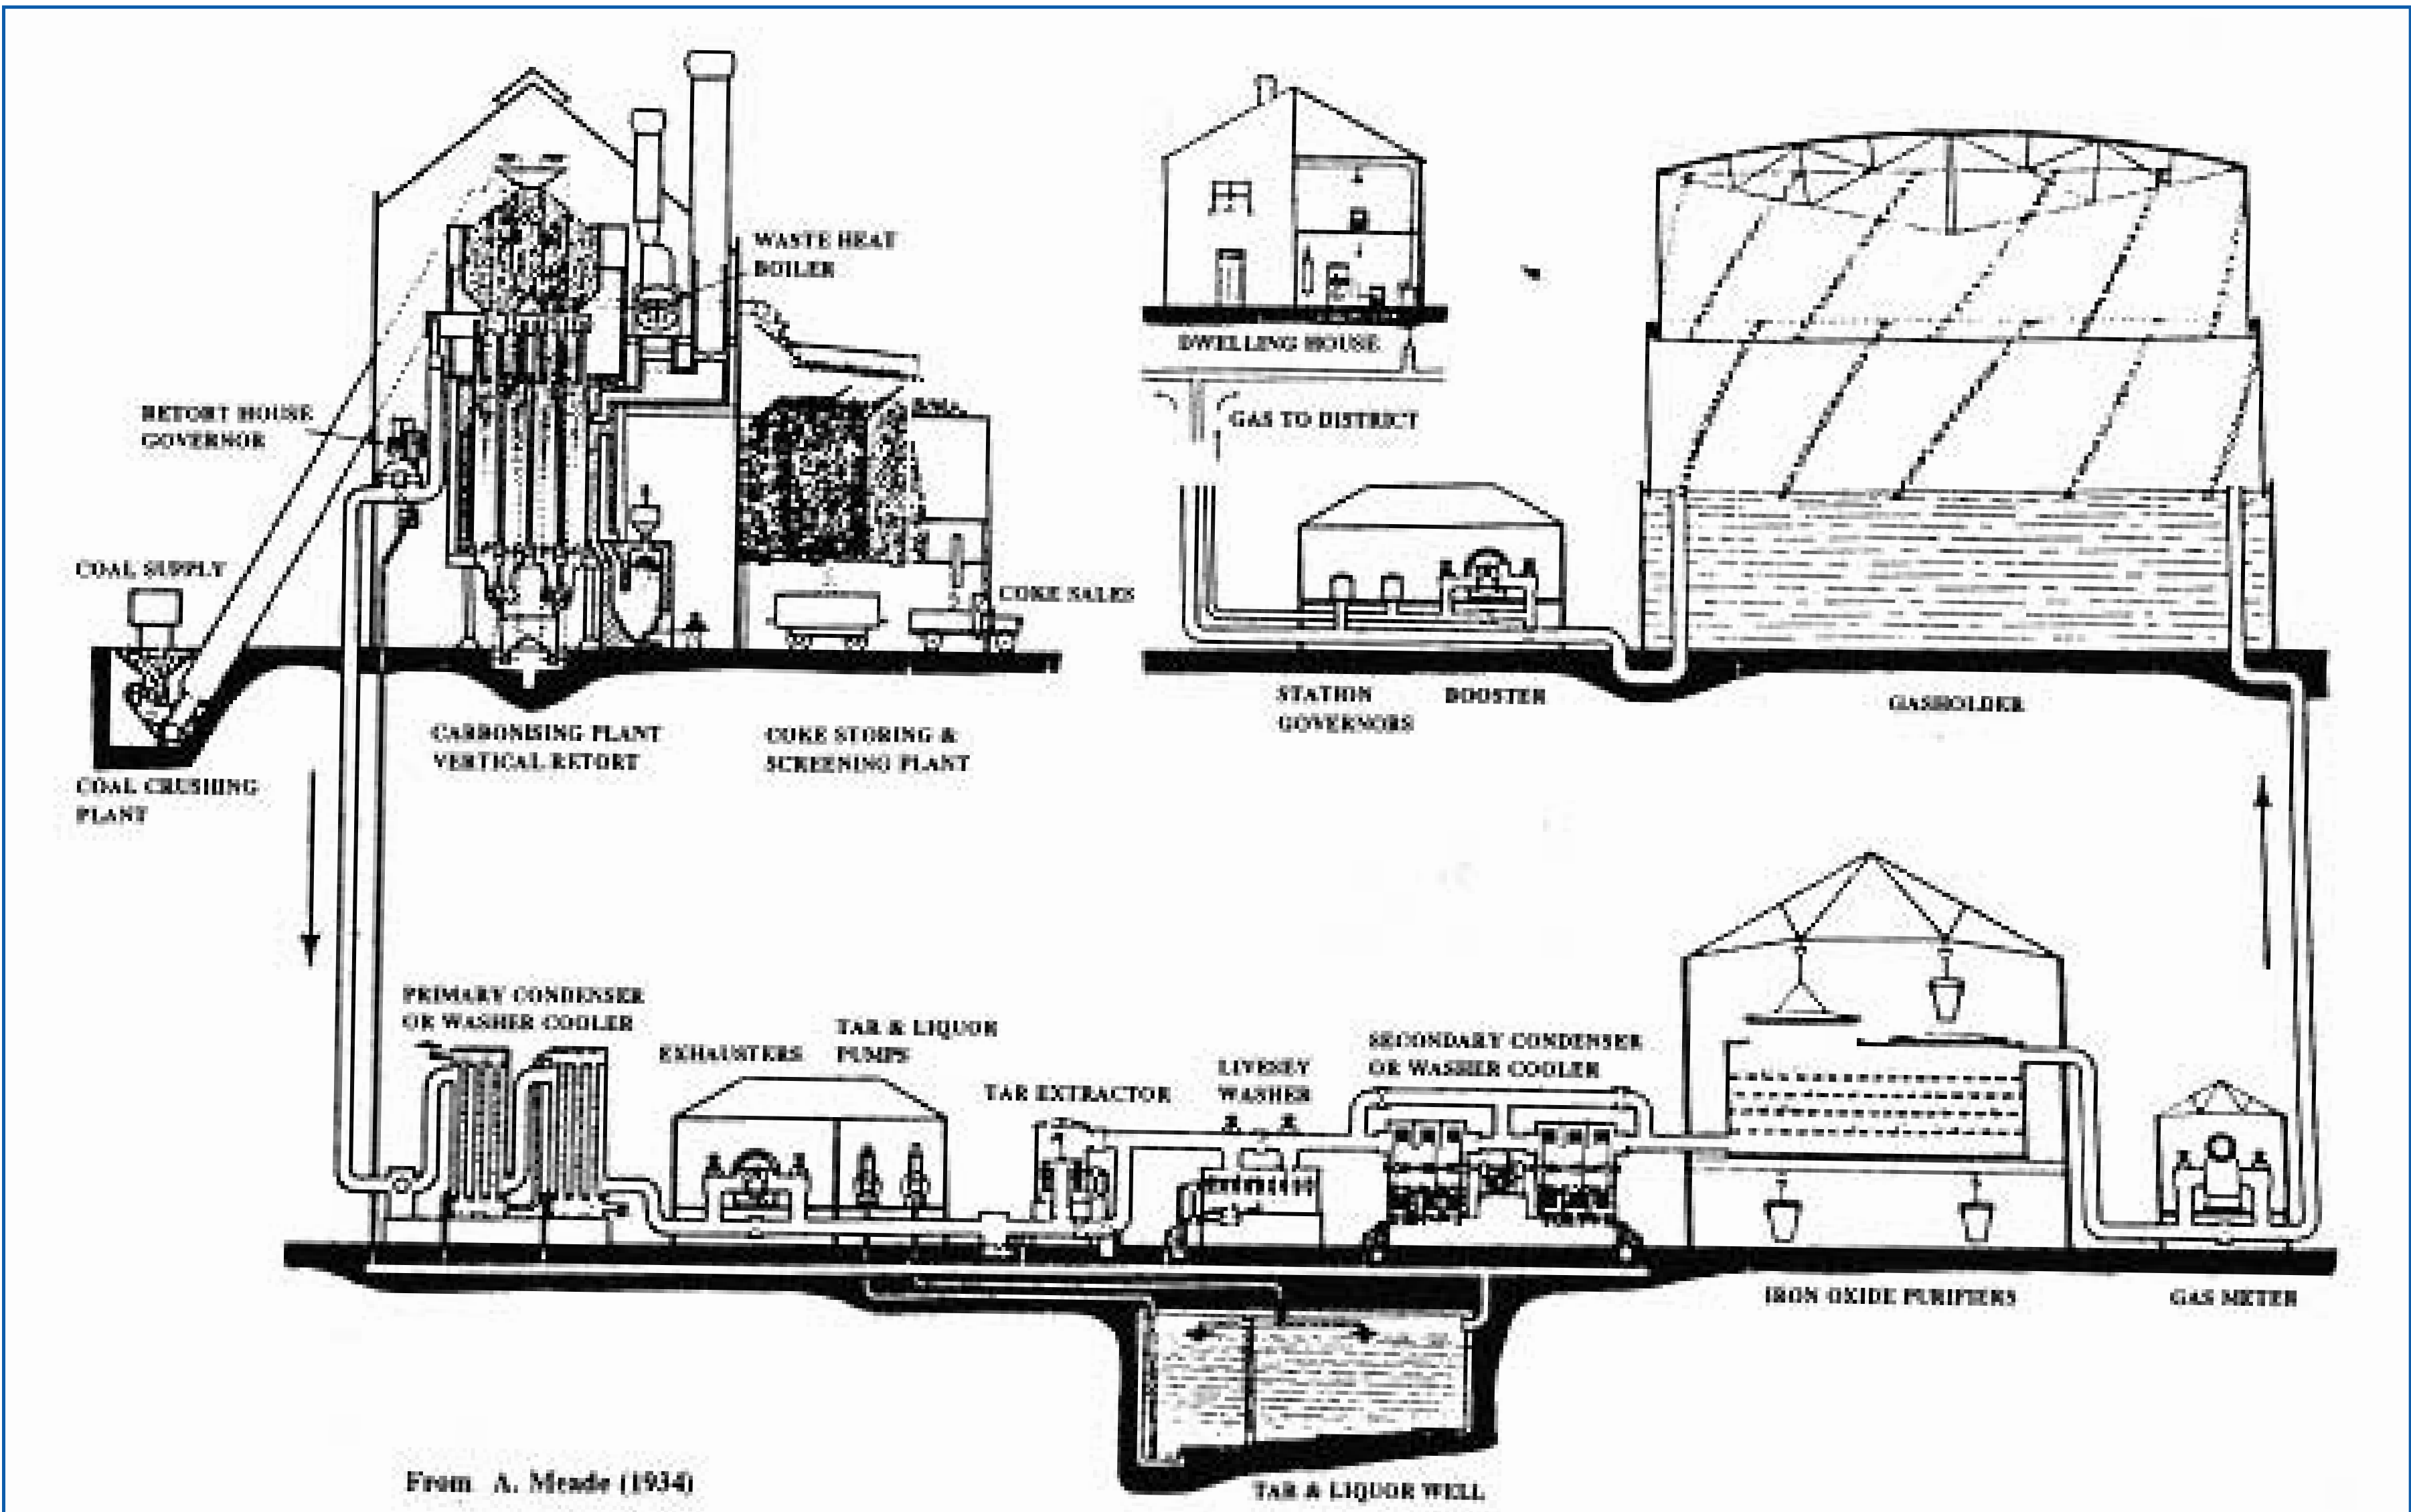 WASTE HEAT
BOILER
RETORT HOUSE
GOVERNOR
COAL SUPPLY
COAL CRUSHING
PLANT
CARBONISING PLANT
VERTICAL RETORT
COKE STORING &
SCREENING PLANT
COKE SALES
DWELLING HOUSE
GAS TO DISTRICT
STATION
GOVERNORS
BOOSTER
GASHOLDER
PRIMARY CONDENSER
OR WASHER COOLER
EXHAUSTERS
TAR & LIQUOR
PUMPS
TAR EXTRACTOR
LIVESEY
WASHER
SECONDARY CONDENSER
OR WASHER COOLER
IRON OXIDE PURIFIERS
GAS METER
TAR & LIQUOR WELL
From A. Meade (1934)